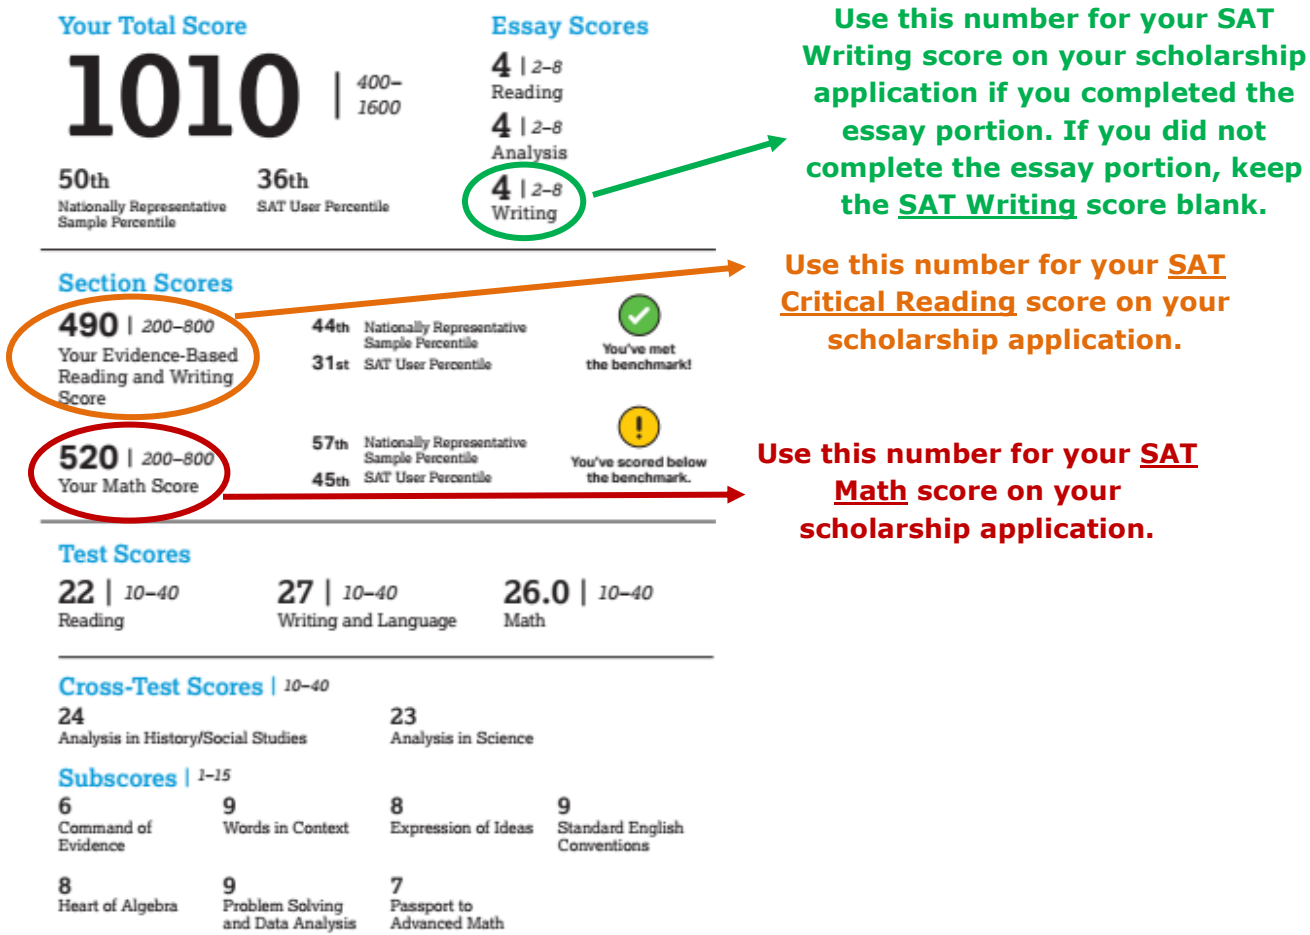 Your Total Score
1010 | 400–
1600
50th
Nationally Representative
Sample Percentile
36th
SAT User Percentile
Essay Scores
4 | 2–8
Reading
4 | 2–8
Analysis
4 | 2–8
Writing
Use this number for your SAT
Writing score on your scholarship
application if you completed the
essay portion. If you did not
complete the essay portion, keep
the SAT Writing score blank.
Section Scores
490 | 200–800
Your Evidence-Based
Reading and Writing
Score
44th Nationally Representative
Sample Percentile
31st SAT User Percentile
You've met
the benchmark!
Use this number for your SAT
Critical Reading score on your
scholarship application.
520 | 200–800
Your Math Score
57th Nationally Representative
Sample Percentile
45th SAT User Percentile
!
You've scored below
the benchmark.
Use this number for your SAT
Math score on your
scholarship application.
Test Scores
22 | 10–40
Reading
27 | 10–40
Writing and Language
26.0 | 10–40
Math
Cross-Test Scores | 10–40
24
Analysis in History/Social Studies
23
Analysis in Science
Subscores | 1–15
6
Command of
Evidence
9
Words in Context
8
Expression of Ideas
9
Standard English
Conventions
8
Heart of Algebra
9
Problem Solving
and Data Analysis
7
Passport to
Advanced Math